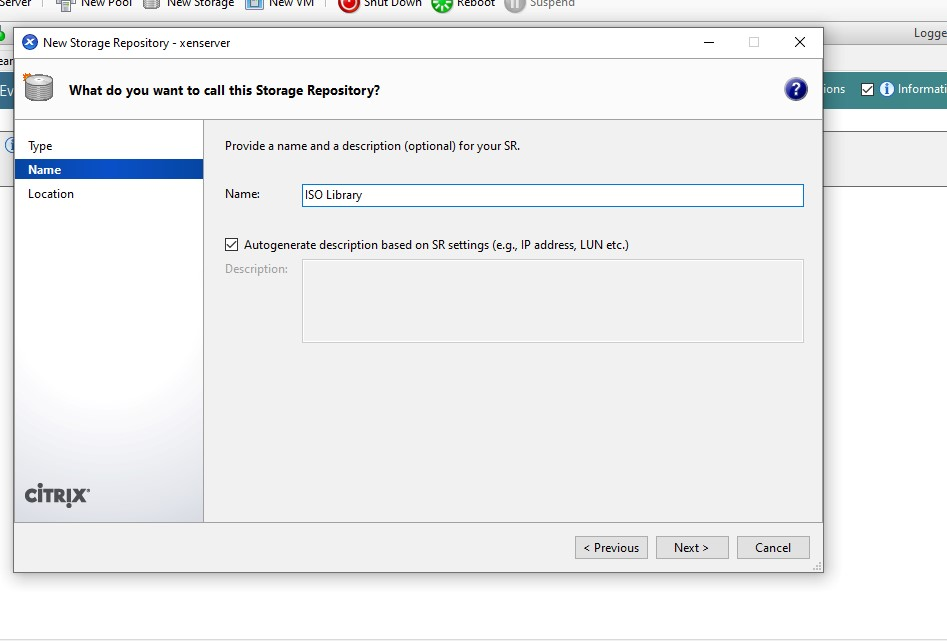 Server New Pool New Storage New VM Shut Down Reboot Suspend
Logge
New Storage Repository - xenserver
ear
What do you want to call this Storage Repository?
?
Ev
ions Informati
Type
Provide a name and a description (optional) for your SR.
Name
Name: ISO Library
Location
Autogenerate description based on SR settings (e.g., IP address, LUN etc.)
Description:
CITRIX
< Previous Next > Cancel